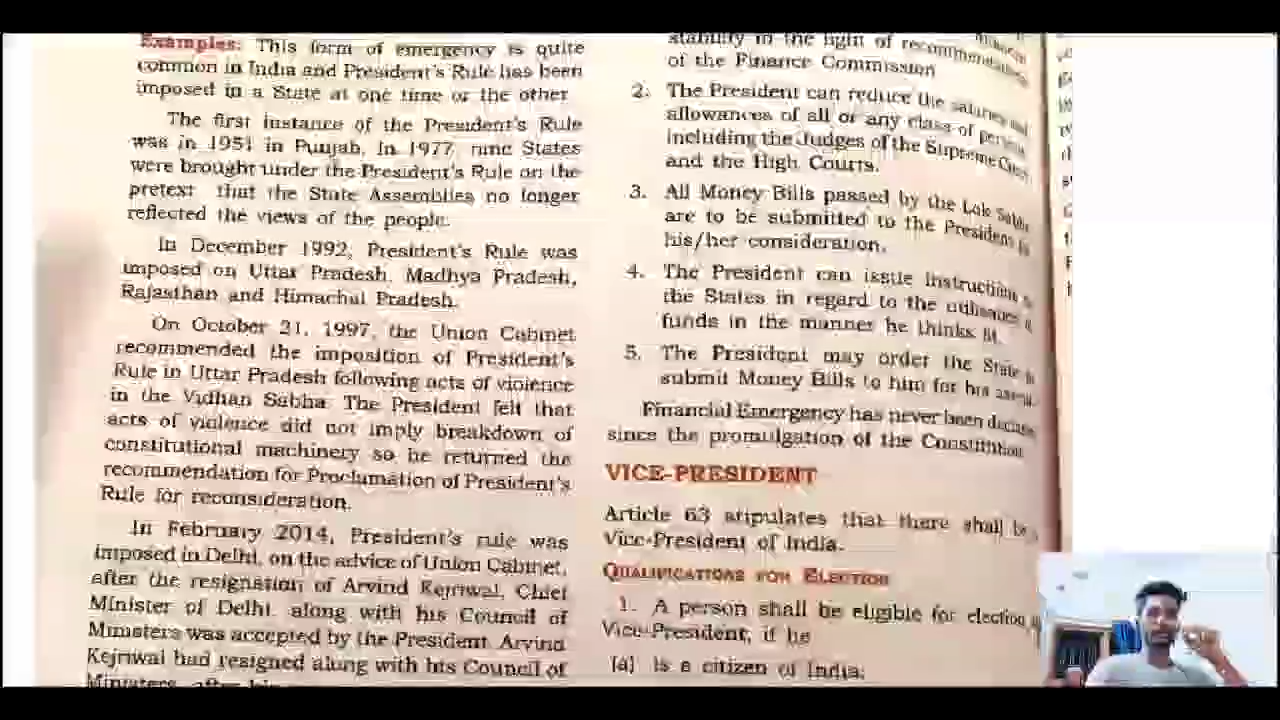 Examples: This form of emergency is quite
common in India and President's Rule has been
imposed in a State at one time or the other
The first instance of the President's Rule
was in 1951 in Punjab. In 1977, nine States
were brought under the President's Rule on the
pretext that the State Assemblies no longer
reflected the views of the people.
In December 1992, President's Rule was
imposed on Uttar Pradesh, Madhya Pradesh,
Rajasthan and Himachal Pradesh.
On October 21, 1997, the Union Cabinet
recommended the imposition of President's
Rule in Uttar Pradesh following acts of violence
in the Vidhan Sabha. The President felt that
acts of violence did not imply breakdown of
constitutional machinery so he returned the
recommendation for Proclamation of President's
Rule for reconsideration.
In February 2014, President's rule was
imposed in Delhi, on the advice of Union Cabinet,
after the resignation of Arvind Kejriwal, Chief
Minister of Delhi, along with his Council of
Ministers was accepted by the President. Arvind
Kejriwal had resigned along with his Council of
Ministers, after his
stability in the light of recommendations
of the Finance Commission
2. The President can reduce the salaries and
allowances of all or any class of persons
including the Judges of the Supreme Court
and the High Courts.
3. All Money Bills passed by the Lok Sabha
are to be submitted to the President for
his/her consideration.
4. The President can issue instructions to
the States in regard to the utilisation of
funds in the manner he thinks fit.
5. The President may order the State to
submit Money Bills to him for his assent.
Financial Emergency has never been declared
since the promulgation of the Constitution
VICE-PRESIDENT
Article 63 stipulates that there shall be a
Vice-President of India.
QUALIFICATIONS FOR ELECTION
1. A person shall be eligible for election as
Vice-President, if he
(a) is a citizen of India;